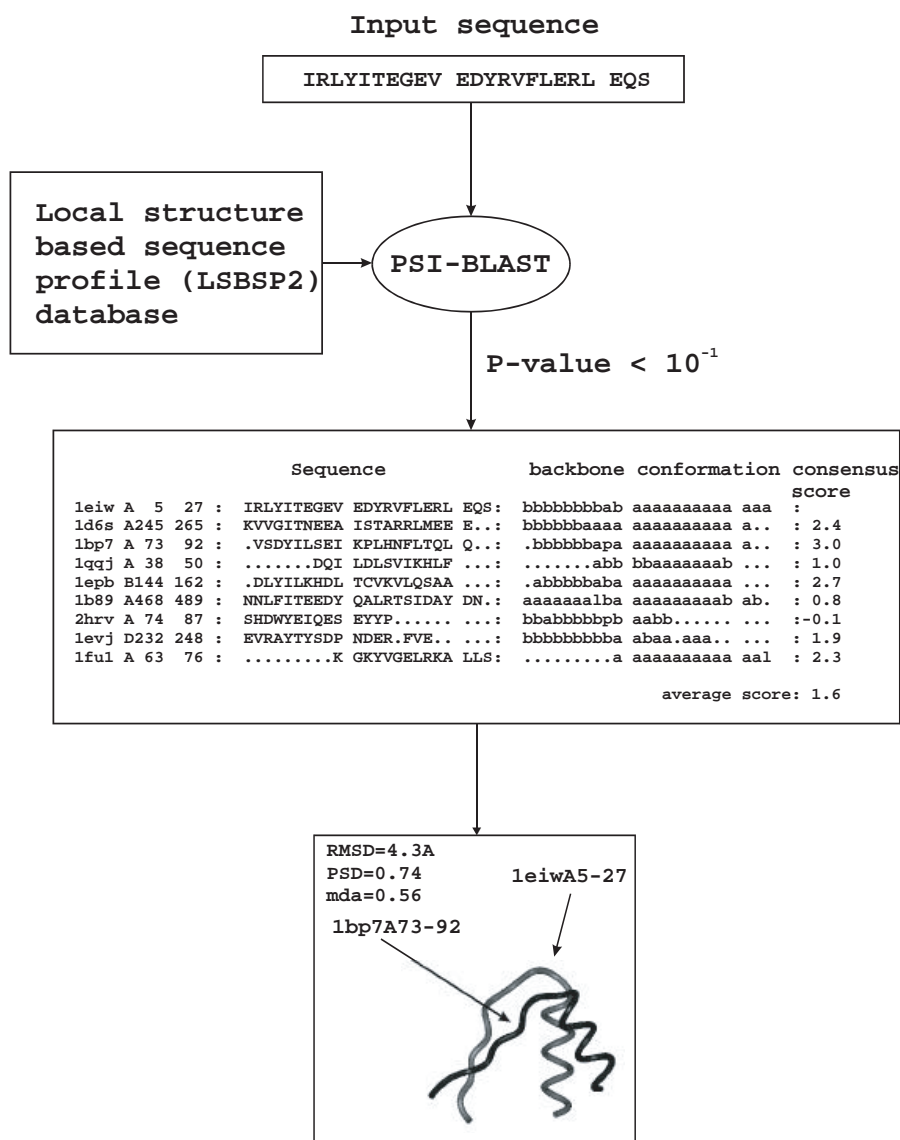 Input sequence
IRLYITEGEV EDYRVFLERL EQS
Local structure
based sequence
profile (LSBSP2)
database
PSI-BLAST
P-value < 10^-1
Sequence backbone conformation consensus
score
1eiw A 5 27 : IRLYITEGEV EDYRVFLERL EQS: bbbbbbbbab aaaaaaaaaa aaa :
1d6s A245 265 : KVVGITNEEA ISTARRLMEE E..: bbbbbbaaaa aaaaaaaaaa a.. : 2.4
1bp7 A 73 92 : .VSDYILSEI KPLHNFLTQL Q..: .bbbbbbapa aaaaaaaaaa a.. : 3.0
1qqj A 38 50 : .......DQI LDLSVIKHLF ...: .......abb bbbaaaaaab ... : 1.0
1epb B144 162 : .DLYILKHDL TCVKVLQSAA ...: .abbbbbaba aaaaaaaaaa ... : 2.7
1b89 A468 489 : NNLFITEEDY QALRTSIDAY DN.: aaaaaaalba aaaaaaaaab ab. : 0.8
2hrv A 74 87 : SHDWYEIQES EYYP...... ...: bbabbbbbpb aabb...... ... :-0.1
1evj D232 248 : EVRAYTYSDP NDER.FVE.. ...: bbbbbbbbba abaa.aaa.. ... : 1.9
1fu1 A 63 76 : .........K GKYVGELRKA LLS: .........a aaaaaaaaaa aal : 2.3
average score: 1.6
RMSD=4.3A
PSD=0.74
mda=0.56
1eiwA5-27
1bp7A73-92